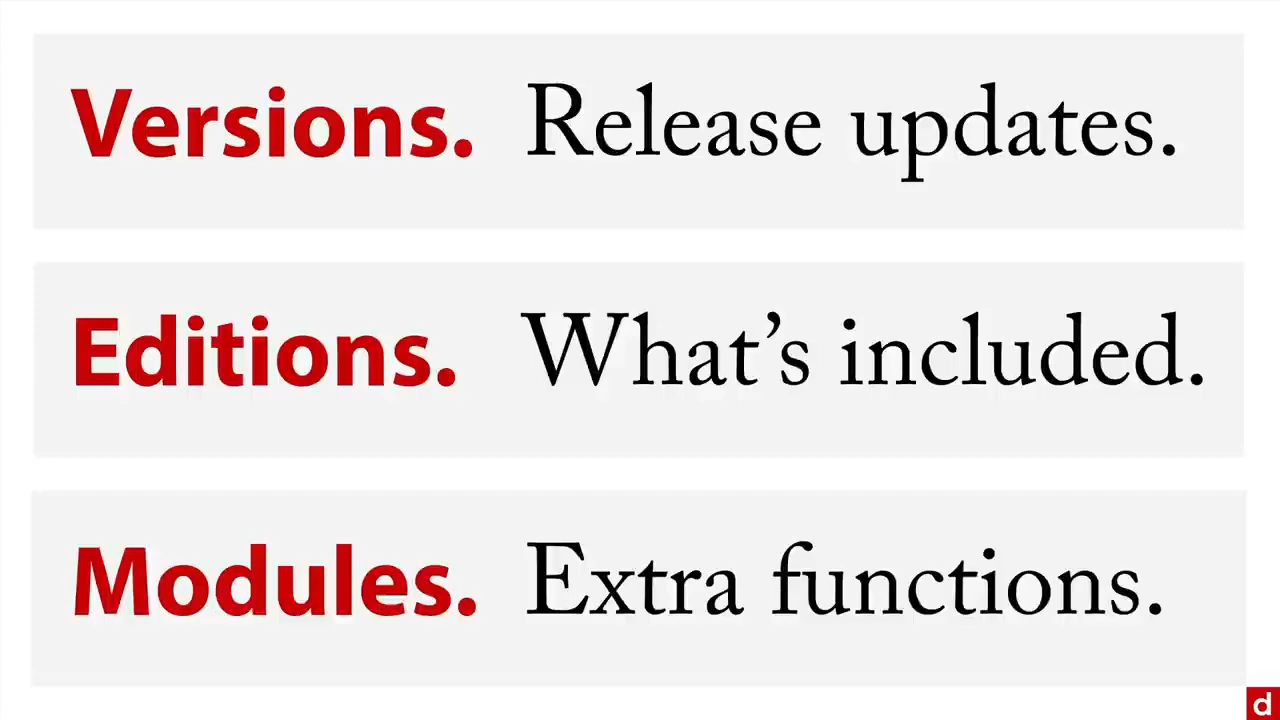 Versions. Release updates.
Editions. What’s included.
Modules. Extra functions.
d